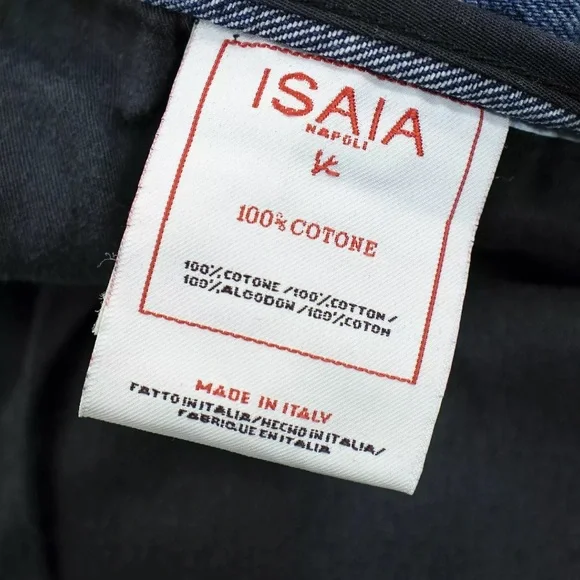 ISAIA
NAPOLI
100% COTONE
100% COTONE / 100% COTTON /
100% ALGODON / 100% COTON
MADE IN ITALY
FATTO IN ITALIA/HECHO IN ITALIA/
FABRIQUE EN ITALIA